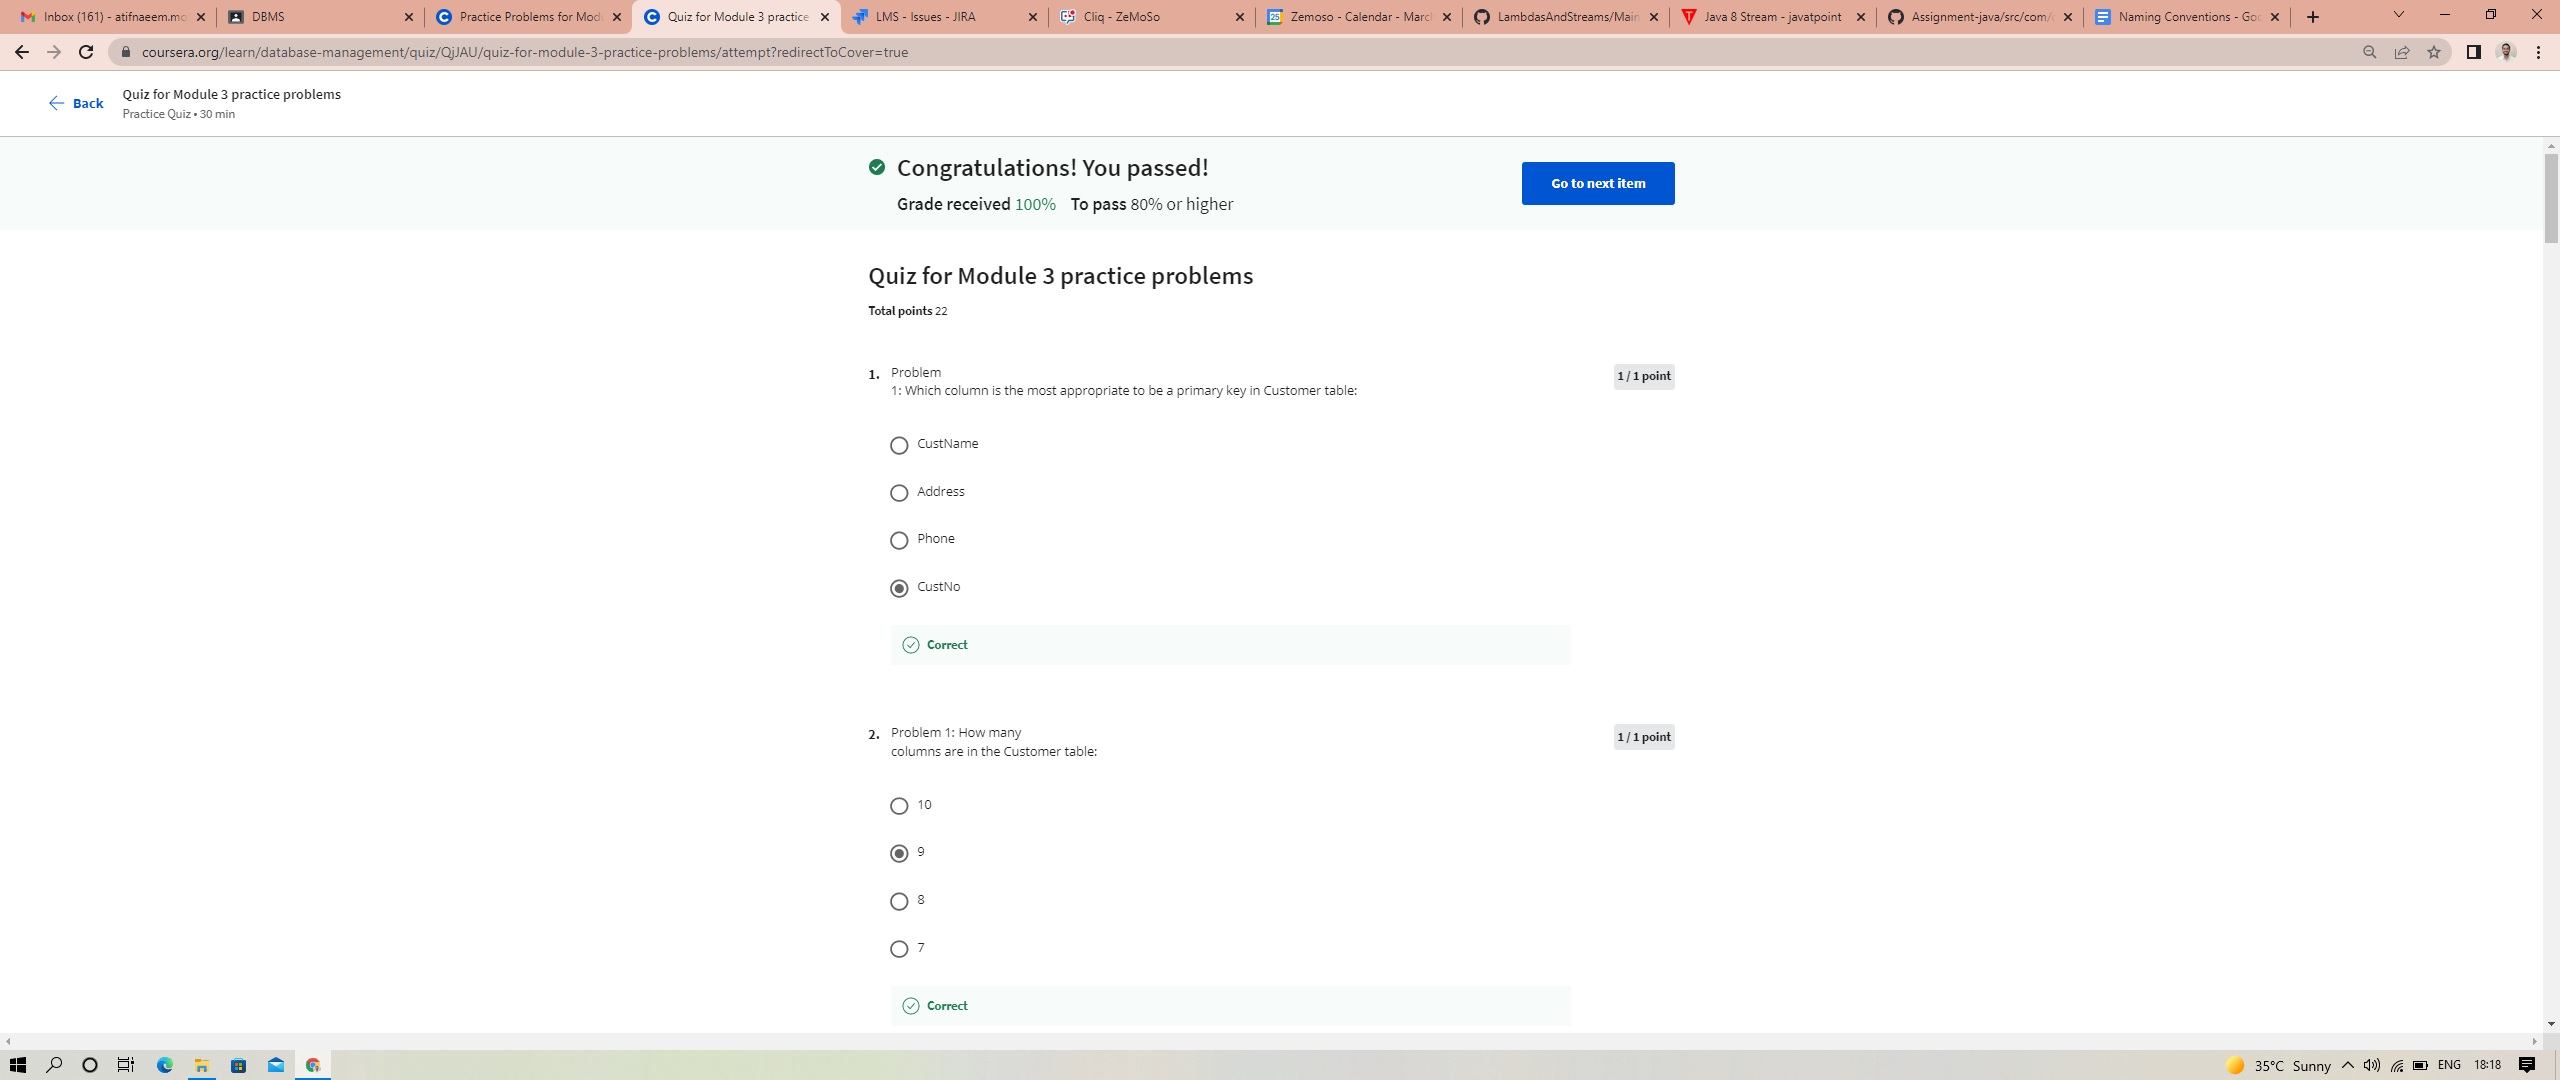 Inbox (161) - atifnaeem.mo
DBMS
Practice Problems for Modu
Quiz for Module 3 practice
LMS - Issues - JIRA
Cliq - ZeMoSo
Zemoso - Calendar - March
LambdasAndStreams/Main
Java 8 Stream - javatpoint
Assignment-java/src/com/
Naming Conventions - Goo
coursera.org/learn/database-management/quiz/QjJAU/quiz-for-module-3-practice-problems/attempt?redirectToCover=true
Back
Quiz for Module 3 practice problems
Practice Quiz • 30 min
Congratulations! You passed!
Grade received 100% To pass 80% or higher
Go to next item
Quiz for Module 3 practice problems
Total points 22
1. Problem
1: Which column is the most appropriate to be a primary key in Customer table:
1 / 1 point
CustName
Address
Phone
CustNo
Correct
2. Problem 1: How many
columns are in the Customer table:
1 / 1 point
10
9
8
7
Correct
35°C Sunny
ENG
18:18